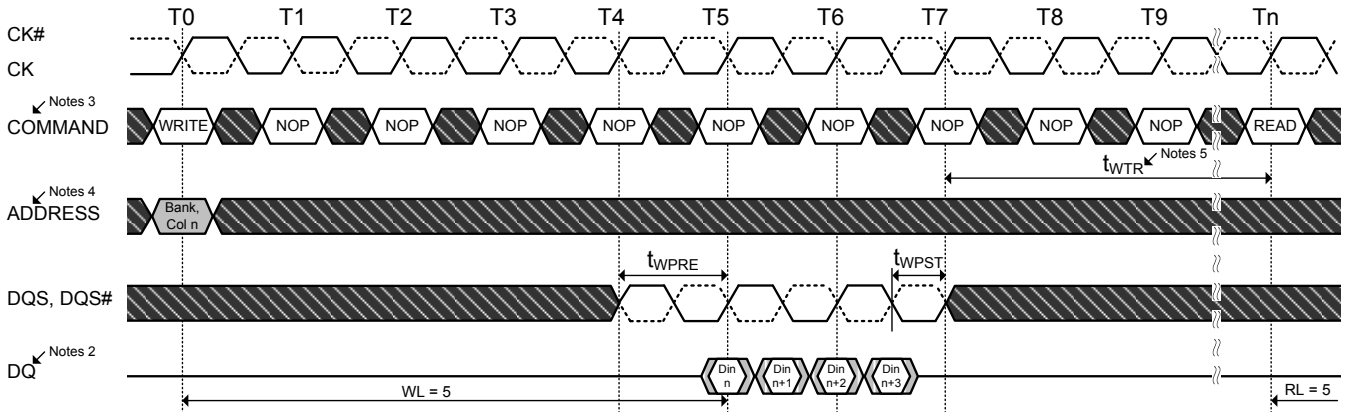 T0 T1 T2 T3 T4 T5 T6 T7 T8 T9 Tn
CK#
CK
Notes 3
COMMAND
WRITE NOP NOP NOP NOP NOP NOP NOP NOP NOP READ
tWTR Notes 5
Notes 4
ADDRESS
Bank,
Col n
tWPRE tWPST
DQS, DQS#
Notes 2
DQ
Din
n
Din
n+1
Din
n+2
Din
n+3
WL = 5
RL = 5